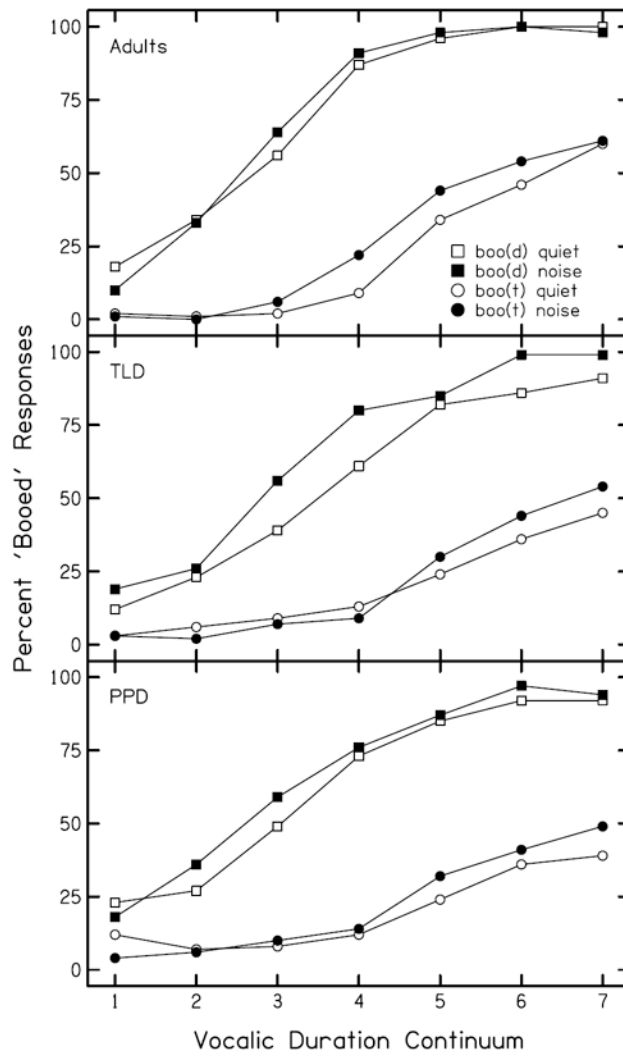 Percent 'Booed' Responses
Adults
100
75
50
25
0
boo(d) quiet
boo(d) noise
boo(t) quiet
boo(t) noise
TLD
100
75
50
25
0
PPD
100
75
50
25
0
1 2 3 4 5 6 7
Vocalic Duration Continuum